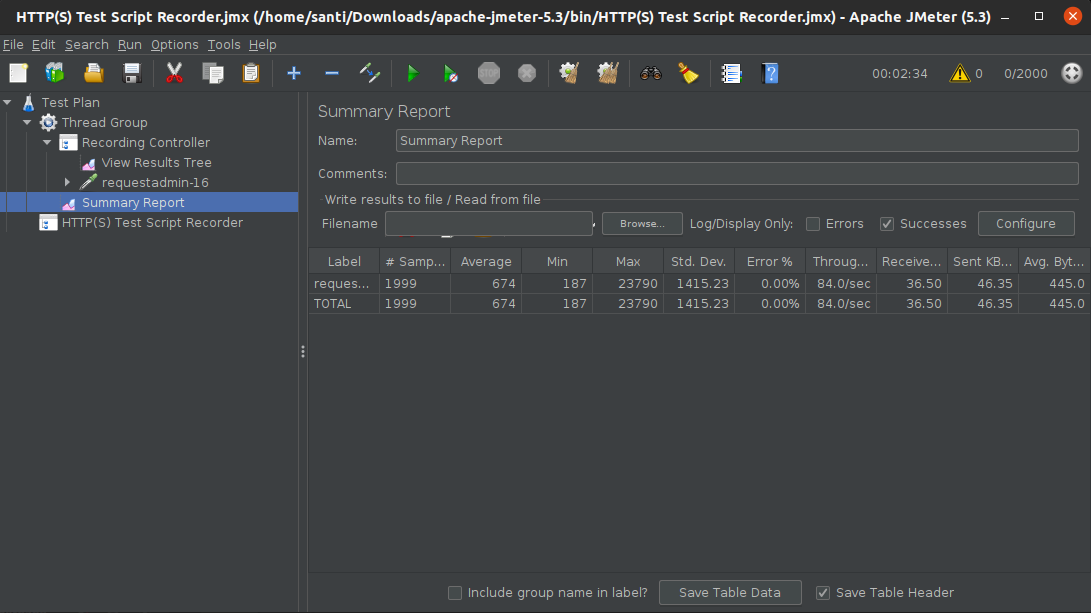 HTTP(S) Test Script Recorder.jmx (/home/santi/Downloads/apache-jmeter-5.3/bin/HTTP(S) Test Script Recorder.jmx) - Apache JMeter (5.3)
File Edit Search Run Options Tools Help
STOP 00:02:34 0 0/2000
Test Plan
Thread Group
Recording Controller
View Results Tree
requestadmin-16
Summary Report
HTTP(S) Test Script Recorder
Summary Report
Name: Summary Report
Comments:
Write results to file / Read from file
Filename Browse... Log/Display Only: Errors Successes Configure
Label # Samp... Average Min Max Std. Dev. Error % Throug... Receive... Sent KB... Avg. Byt...
reques... 1999 674 187 23790 1415.23 0.00% 84.0/sec 36.50 46.35 445.0
TOTAL 1999 674 187 23790 1415.23 0.00% 84.0/sec 36.50 46.35 445.0
Include group name in label? Save Table Data Save Table Header